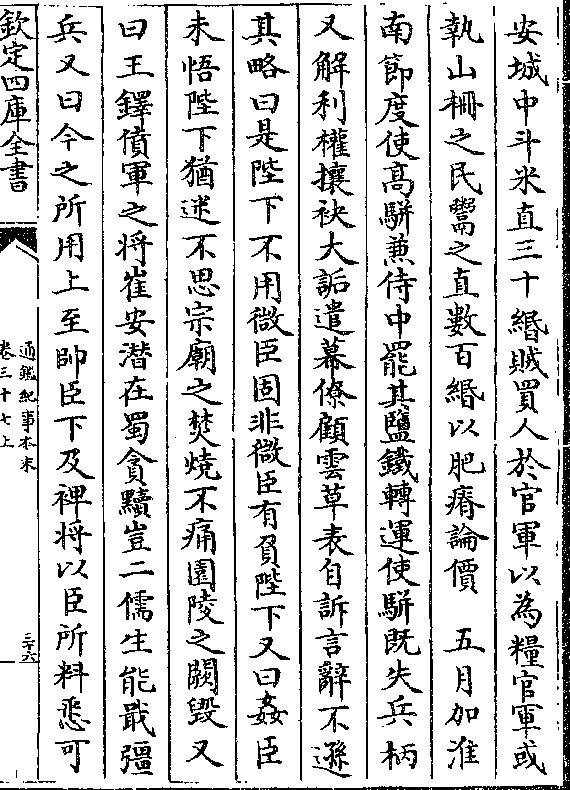 安城中斗米直三十緡賊買人於官軍以為糧官軍或
執山柵之民鬻之直數百緡以肥瘠論價　五月加淮
南節度使高駢兼侍中罷其鹽鐵轉運使駢既失兵柄
又解利權攘袂大詬遣幕僚顧雲草表自訴言辭不遜
其略曰是陛下不用微臣固非微臣有負陛下又曰姦臣
未悟陛下猶迷不思宗廟之焚燒不痛園陵之闕毀又
曰王鐸僨軍之將崔安潛在蜀貪黷豈二儒生能戢彊
兵又曰今之所用上至帥臣下及裨將以臣所料悉可
欽定四庫全書
通鑑紀事本末
卷三十七上
三十六